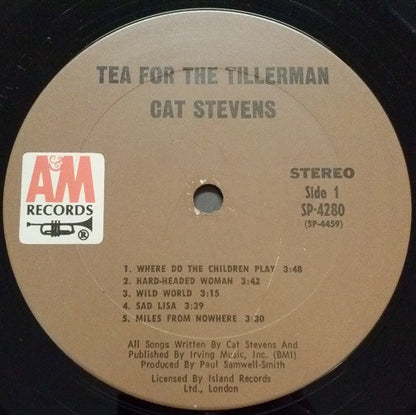 TEA FOR THE TILLERMAN
CAT STEVENS
A&M
RECORDS
®
STEREO
Side 1
SP-4280
(SP-4459)
1. WHERE DO THE CHILDREN PLAY 3:48
2. HARD-HEADED WOMAN 3:42
3. WILD WORLD 3:15
4. SAD LISA 3:39
5. MILES FROM NOWHERE 3:30
All Songs Written By Cat Stevens And
Published By Irving Music, Inc. (BMI)
Produced By Paul Samwell-Smith
Licensed By Island Records
Ltd., London